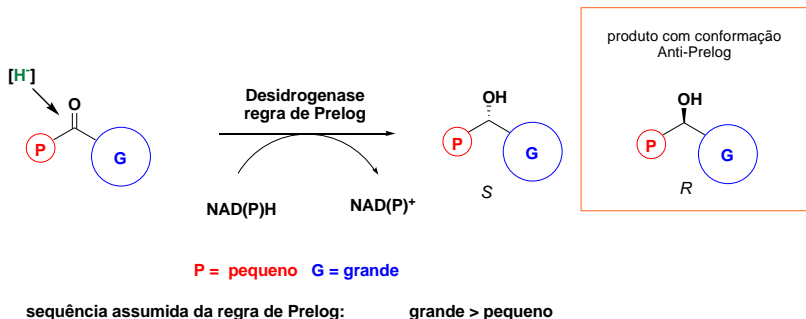 produto com conformação
Anti-Prelog
[H-]
O
P
G
Desidrogenase
regra de Prelog
NAD(P)H
NAD(P)+
OH
P
G
S
OH
P
G
R
P = pequeno G = grande
sequência assumida da regra de Prelog: grande > pequeno